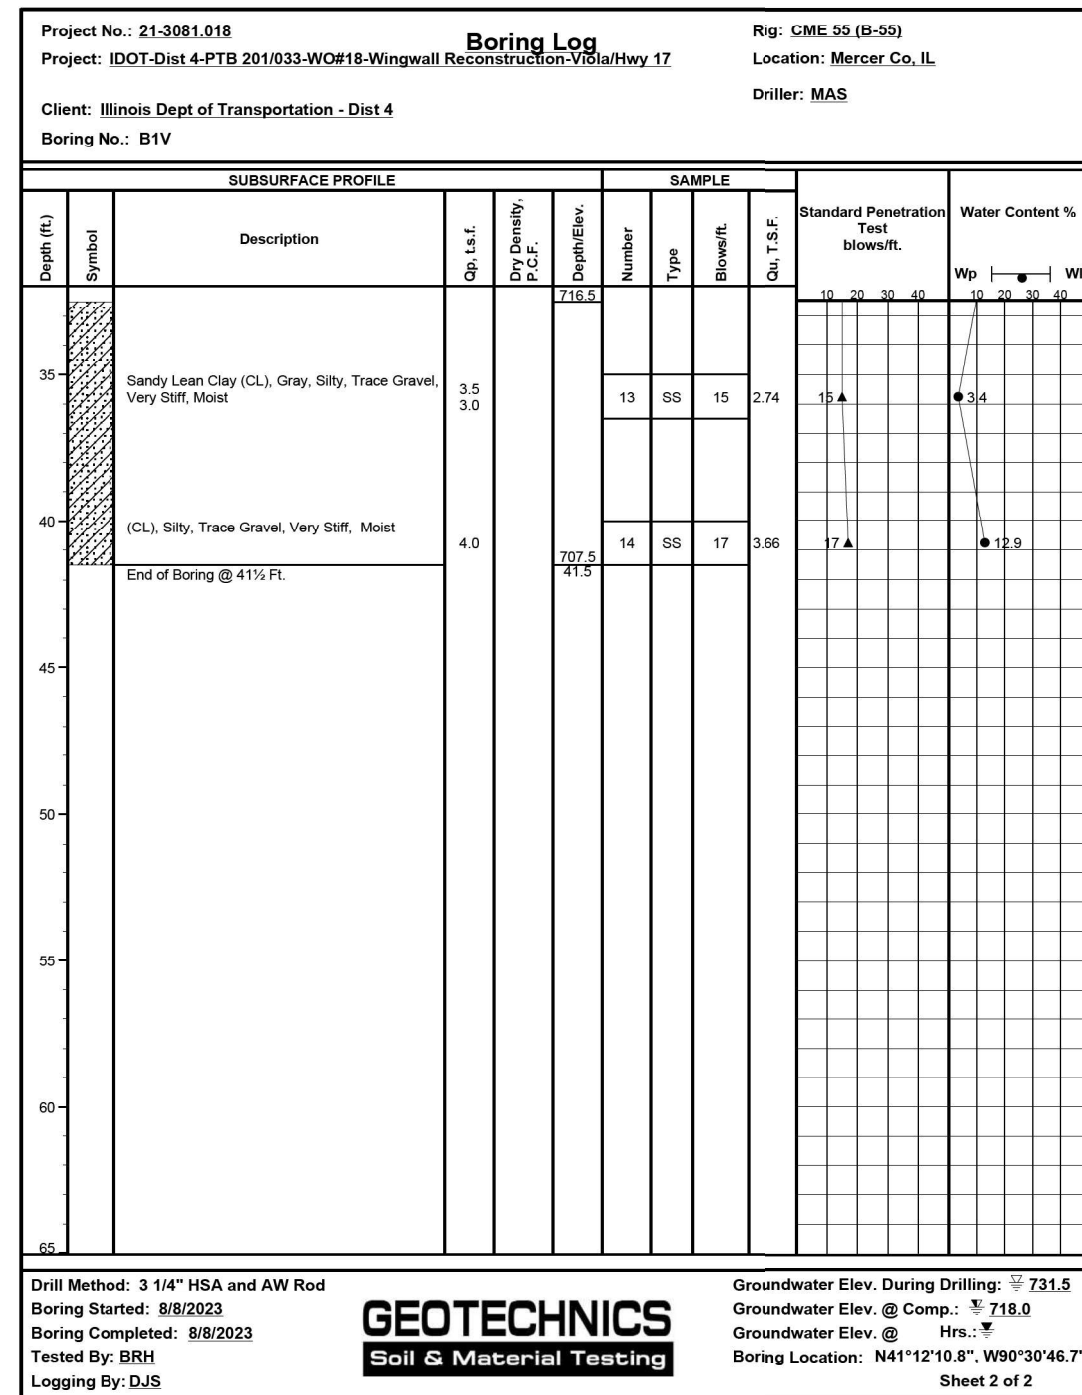 Boring Log
Project No.: 21-3081.018
Project: IDOT-Dist 4-PTB 201/033-WO#18-Wingwall Reconstruction-Viola/Hwy 17
Client: Illinois Dept of Transportation - Dist 4
Boring No.: B1V
Rig: CME 55 (B-55)
Location: Mercer Co, IL
Driller: MAS
SUBSURFACE PROFILE
SAMPLE
Depth (ft.)
Symbol
Description
Qp, t.s.f.
Dry Density, P.C.F.
Depth/Elev.
Number
Type
Blows/ft.
Qu, T.S.F.
Standard Penetration
Test
blows/ft.
Water Content %
Wp Wl
10 20 30 40 10 20 30 40
716.5
35
Sandy Lean Clay (CL), Gray, Silty, Trace Gravel,
Very Stiff, Moist
3.5
3.0
13 SS 15 2.74 15 3.4
40
(CL), Silty, Trace Gravel, Very Stiff, Moist
4.0
14 SS 17 3.66 17 12.9
707.5
41.5
End of Boring @ 41½ Ft.
45
50
55
60
65
Drill Method: 3 1/4" HSA and AW Rod
Boring Started: 8/8/2023
Boring Completed: 8/8/2023
Tested By: BRH
Logging By: DJS
GEOTECHNICS
Soil & Material Testing
Groundwater Elev. During Drilling: 731.5
Groundwater Elev. @ Comp.: 718.0
Groundwater Elev. @ Hrs.:
Boring Location: N41°12'10.8", W90°30'46.7"
Sheet 2 of 2